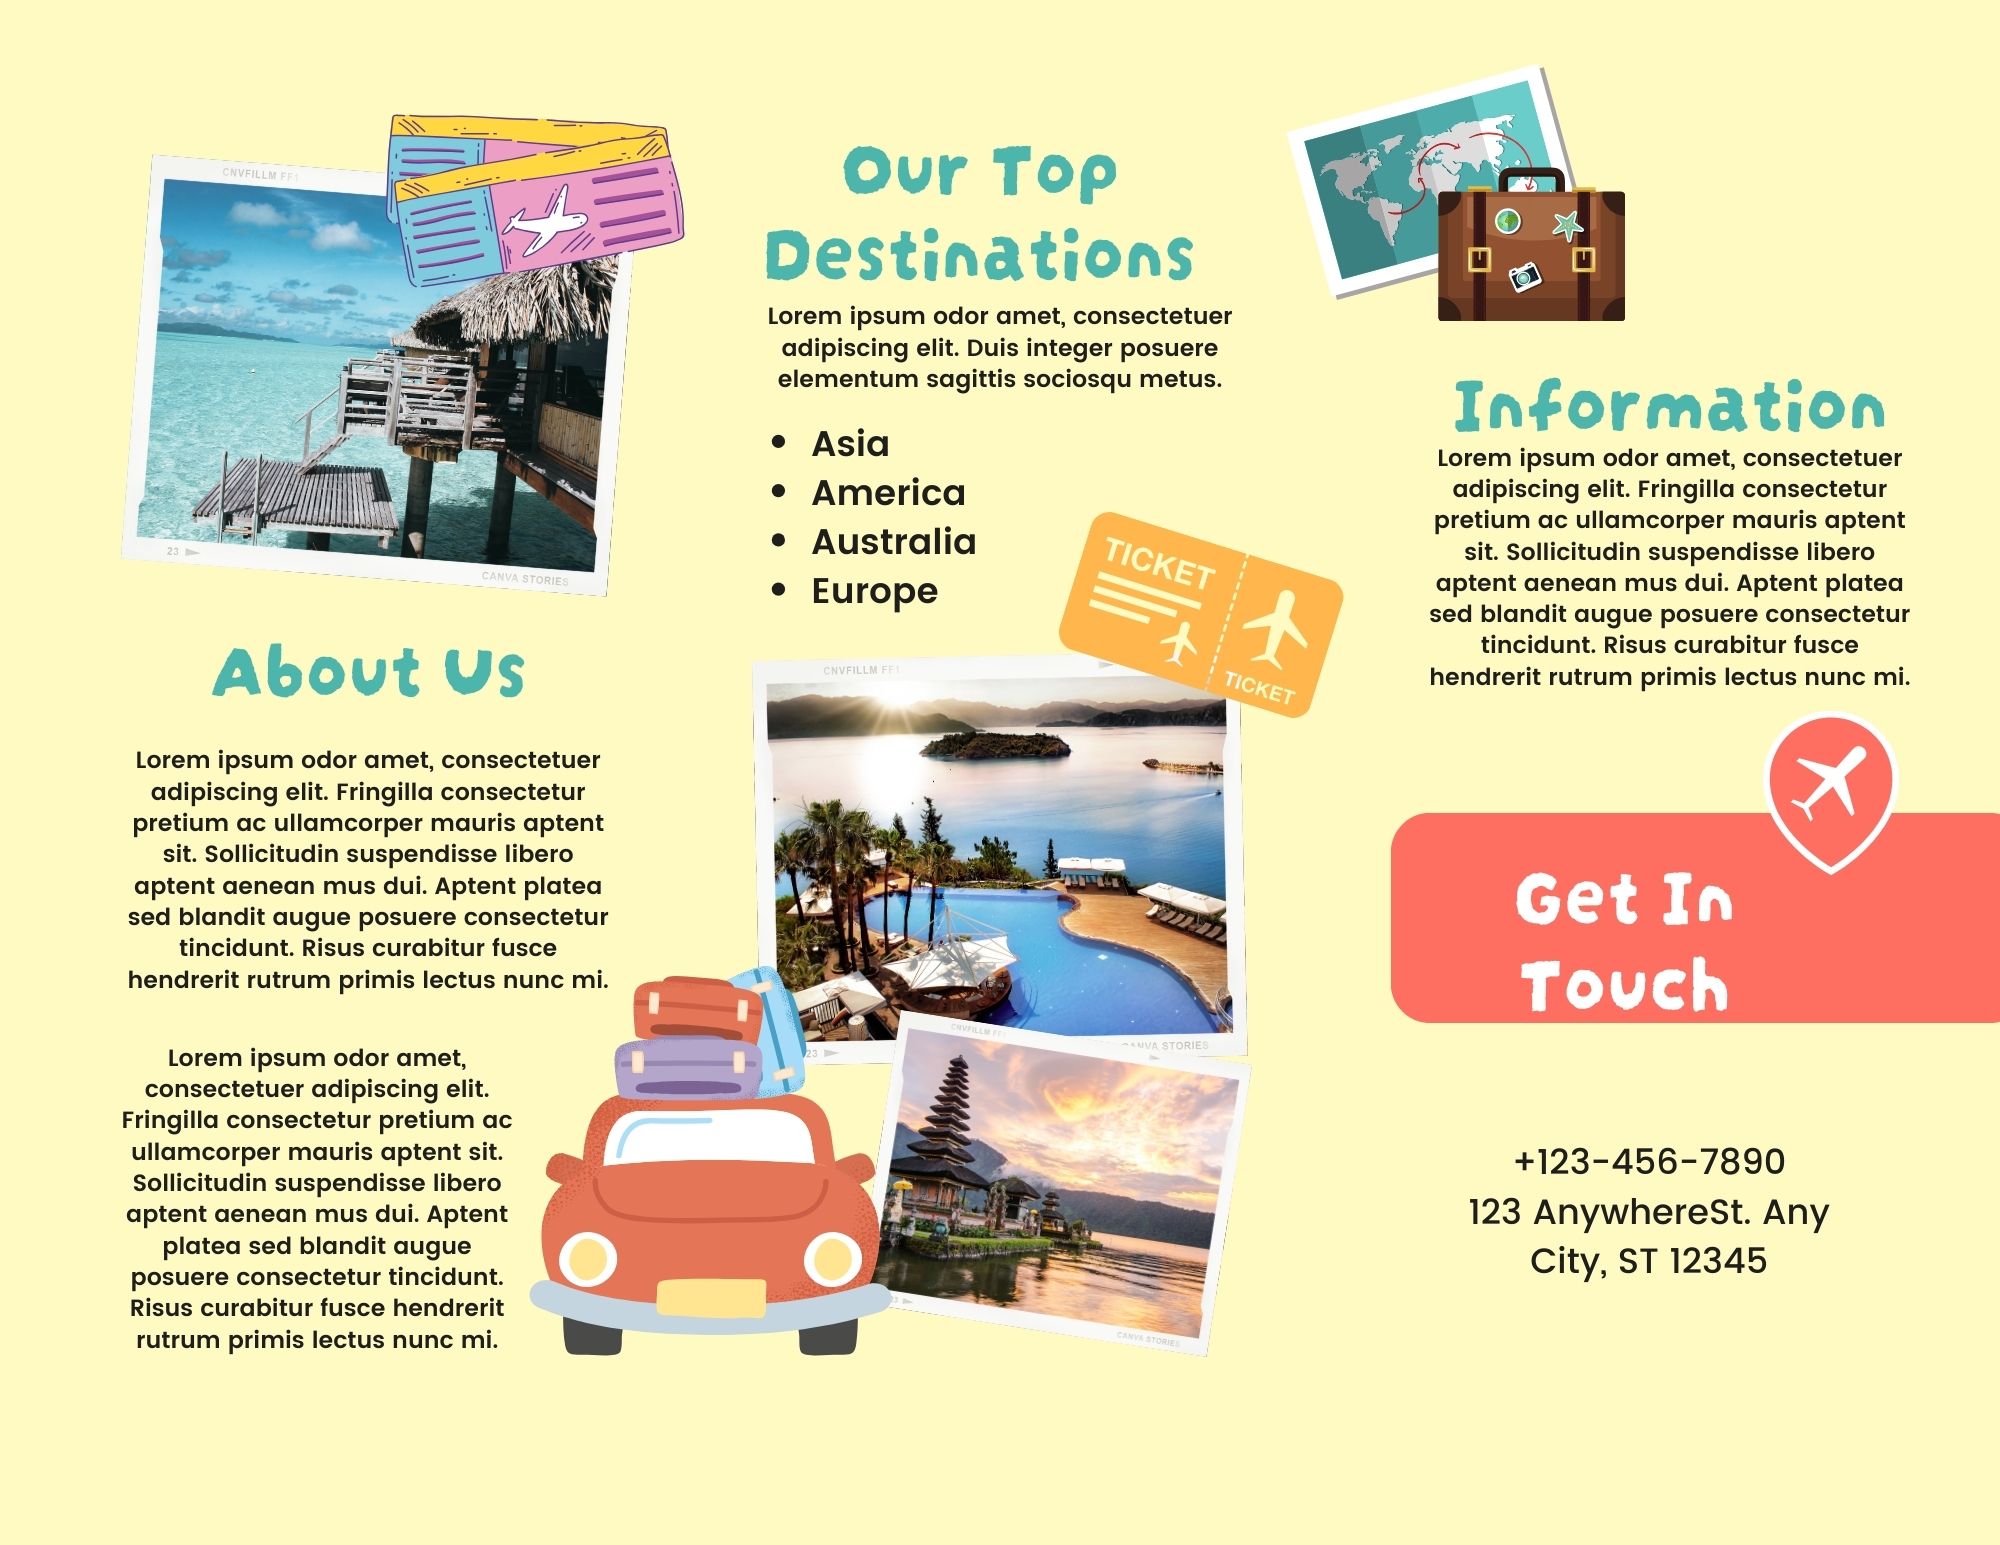 CNVFILLM FF1
23
CANVA STORIES
About Us
Lorem ipsum odor amet, consectetuer
adipiscing elit. Fringilla consectetur
pretium ac ullamcorper mauris aptent
sit. Sollicitudin suspendisse libero
aptent aenean mus dui. Aptent platea
sed blandit augue posuere consectetur
tincidunt. Risus curabitur fusce
hendrerit rutrum primis lectus nunc mi.
Lorem ipsum odor amet,
consectetuer adipiscing elit.
Fringilla consectetur pretium ac
ullamcorper mauris aptent sit.
Sollicitudin suspendisse libero
aptent aenean mus dui. Aptent
platea sed blandit augue
posuere consectetur tincidunt.
Risus curabitur fusce hendrerit
rutrum primis lectus nunc mi.
Our Top
Destinations
Lorem ipsum odor amet, consectetuer
adipiscing elit. Duis integer posuere
elementum sagittis sociosqu metus.
• Asia
• America
• Australia
• Europe
TICKET
TICKET
CNVFILLM FF1
23
CANVA STORIES
CNVFILLM FF1
23
CANVA STORIES
Information
Lorem ipsum odor amet, consectetuer
adipiscing elit. Fringilla consectetur
pretium ac ullamcorper mauris aptent
sit. Sollicitudin suspendisse libero
aptent aenean mus dui. Aptent platea
sed blandit augue posuere consectetur
tincidunt. Risus curabitur fusce
hendrerit rutrum primis lectus nunc mi.
Get In
Touch
+123-456-7890
123 AnywhereSt. Any
City, ST 12345